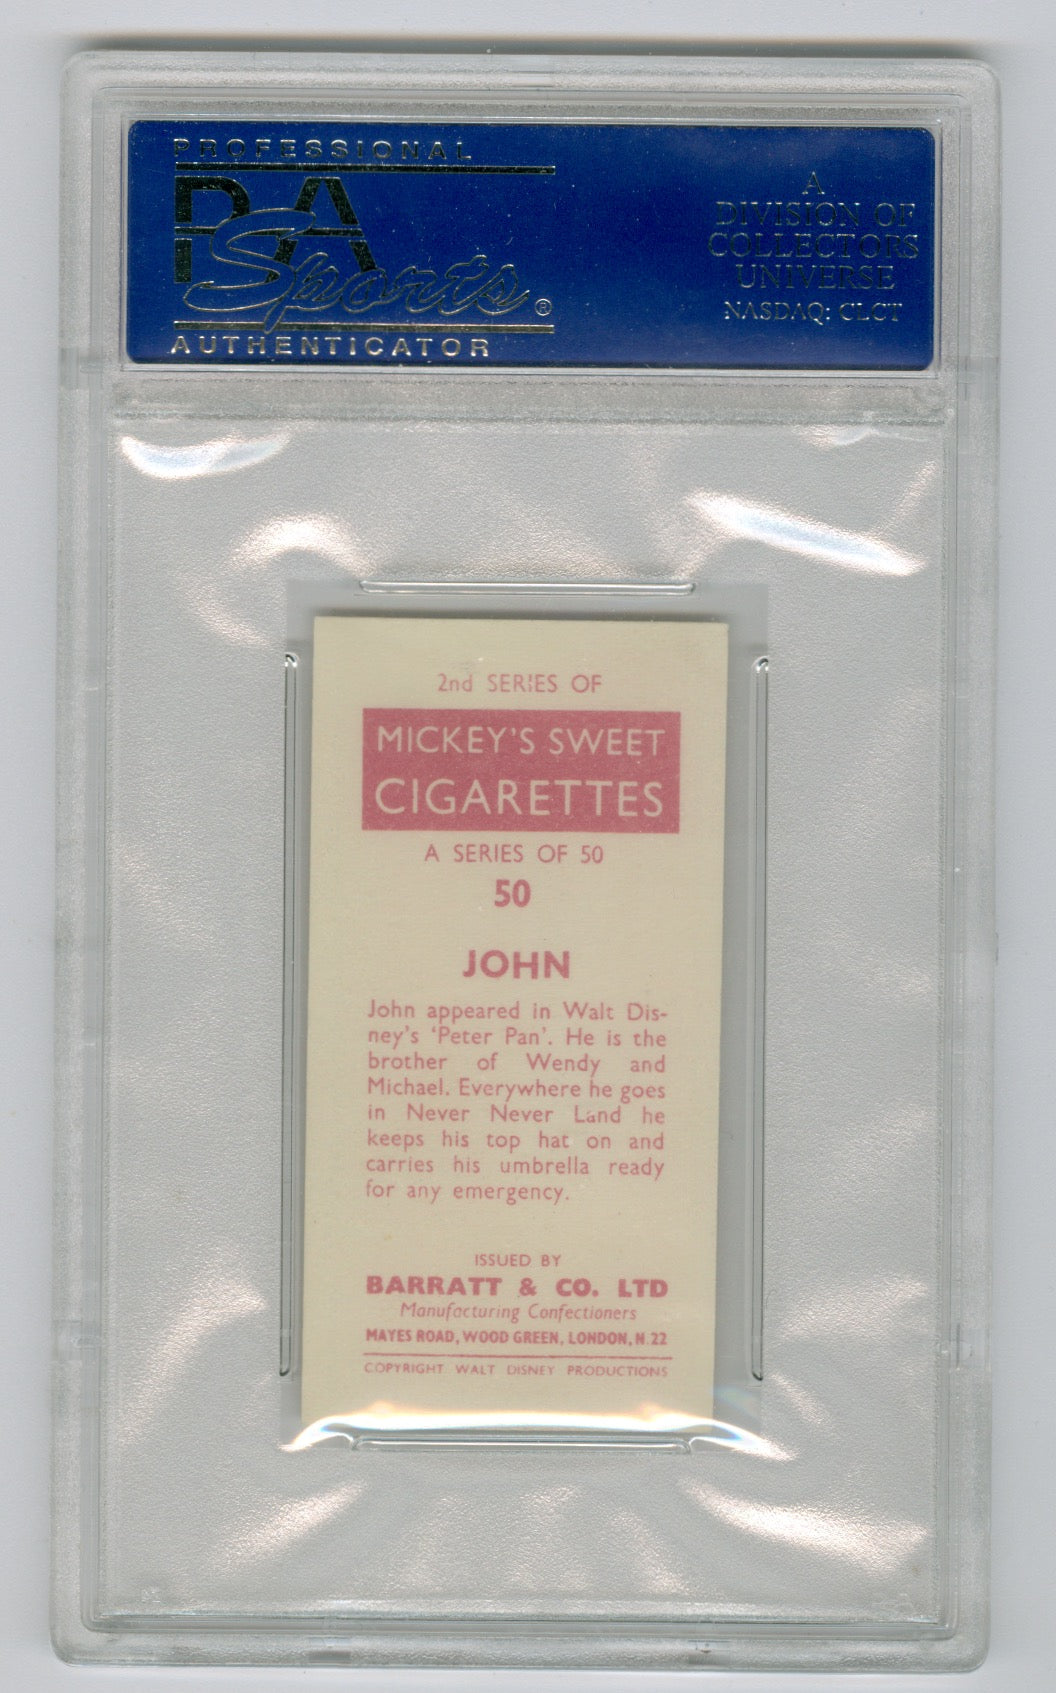 PROFESSIONAL
PSA
Sports®
AUTHENTICATOR
A
DIVISION OF
COLLECTORS
UNIVERSE
NASDAQ: CLCT
2nd SERIES OF
MICKEY'S SWEET
CIGARETTES
A SERIES OF 50
50
JOHN
John appeared in Walt Dis-
ney's 'Peter Pan'. He is the
brother of Wendy and
Michael. Everywhere he goes
in Never Never Land he
keeps his top hat on and
carries his umbrella ready
for any emergency.
ISSUED BY
BARRATT & CO. LTD
Manufacturing Confectioners
MAYES ROAD, WOOD GREEN, LONDON, N.22
COPYRIGHT WALT DISNEY PRODUCTIONS